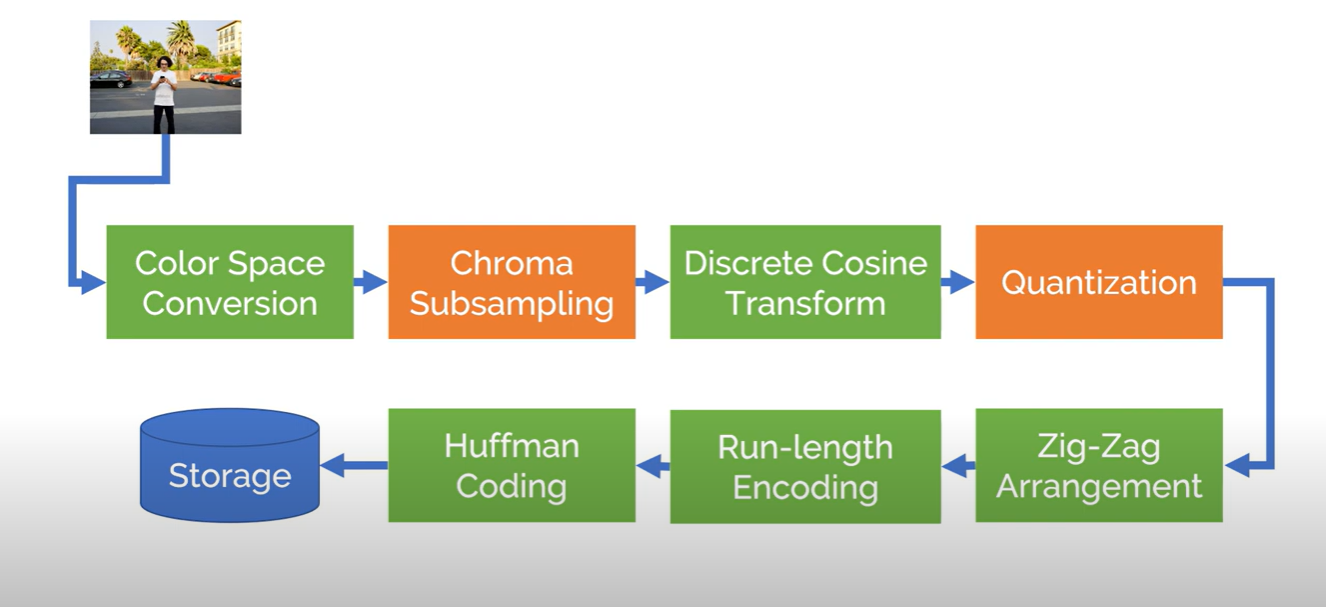 Color Space
Conversion
Chroma
Subsampling
Discrete Cosine
Transform
Quantization
Storage
Huffman
Coding
Run-length
Encoding
Zig-Zag
Arrangement